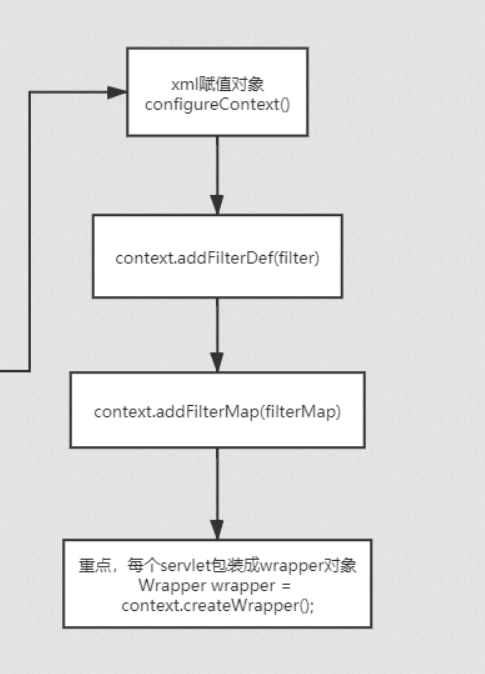 xml赋值对象
configureContext()
context.addFilterDef(filter)
context.addFilterMap(filterMap)
重点，每个servlet包装成wrapper对象
Wrapper wrapper =
context.createWrapper();